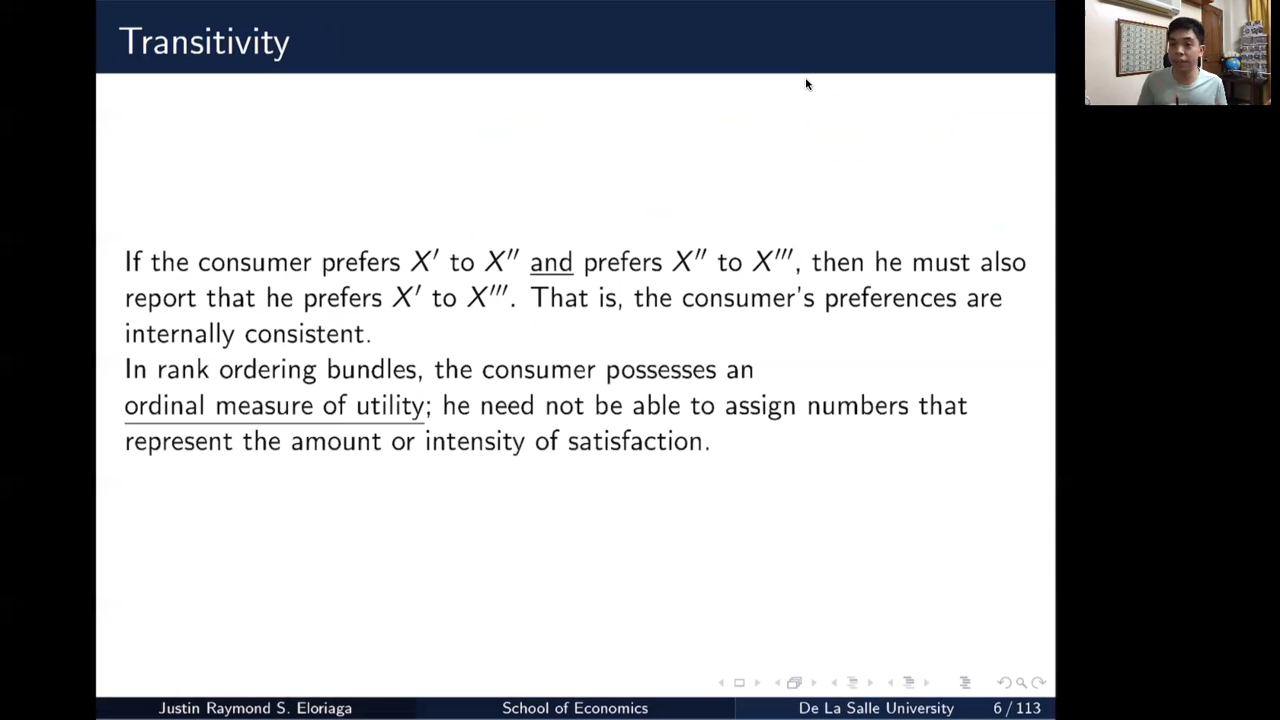 Transitivity
If the consumer prefers X′ to X″ and prefers X″ to X‴, then he must also
report that he prefers X′ to X‴. That is, the consumer's preferences are
internally consistent.
In rank ordering bundles, the consumer possesses an
ordinal measure of utility; he need not be able to assign numbers that
represent the amount or intensity of satisfaction.
Justin Raymond S. Eloriaga School of Economics De La Salle University 6 / 113